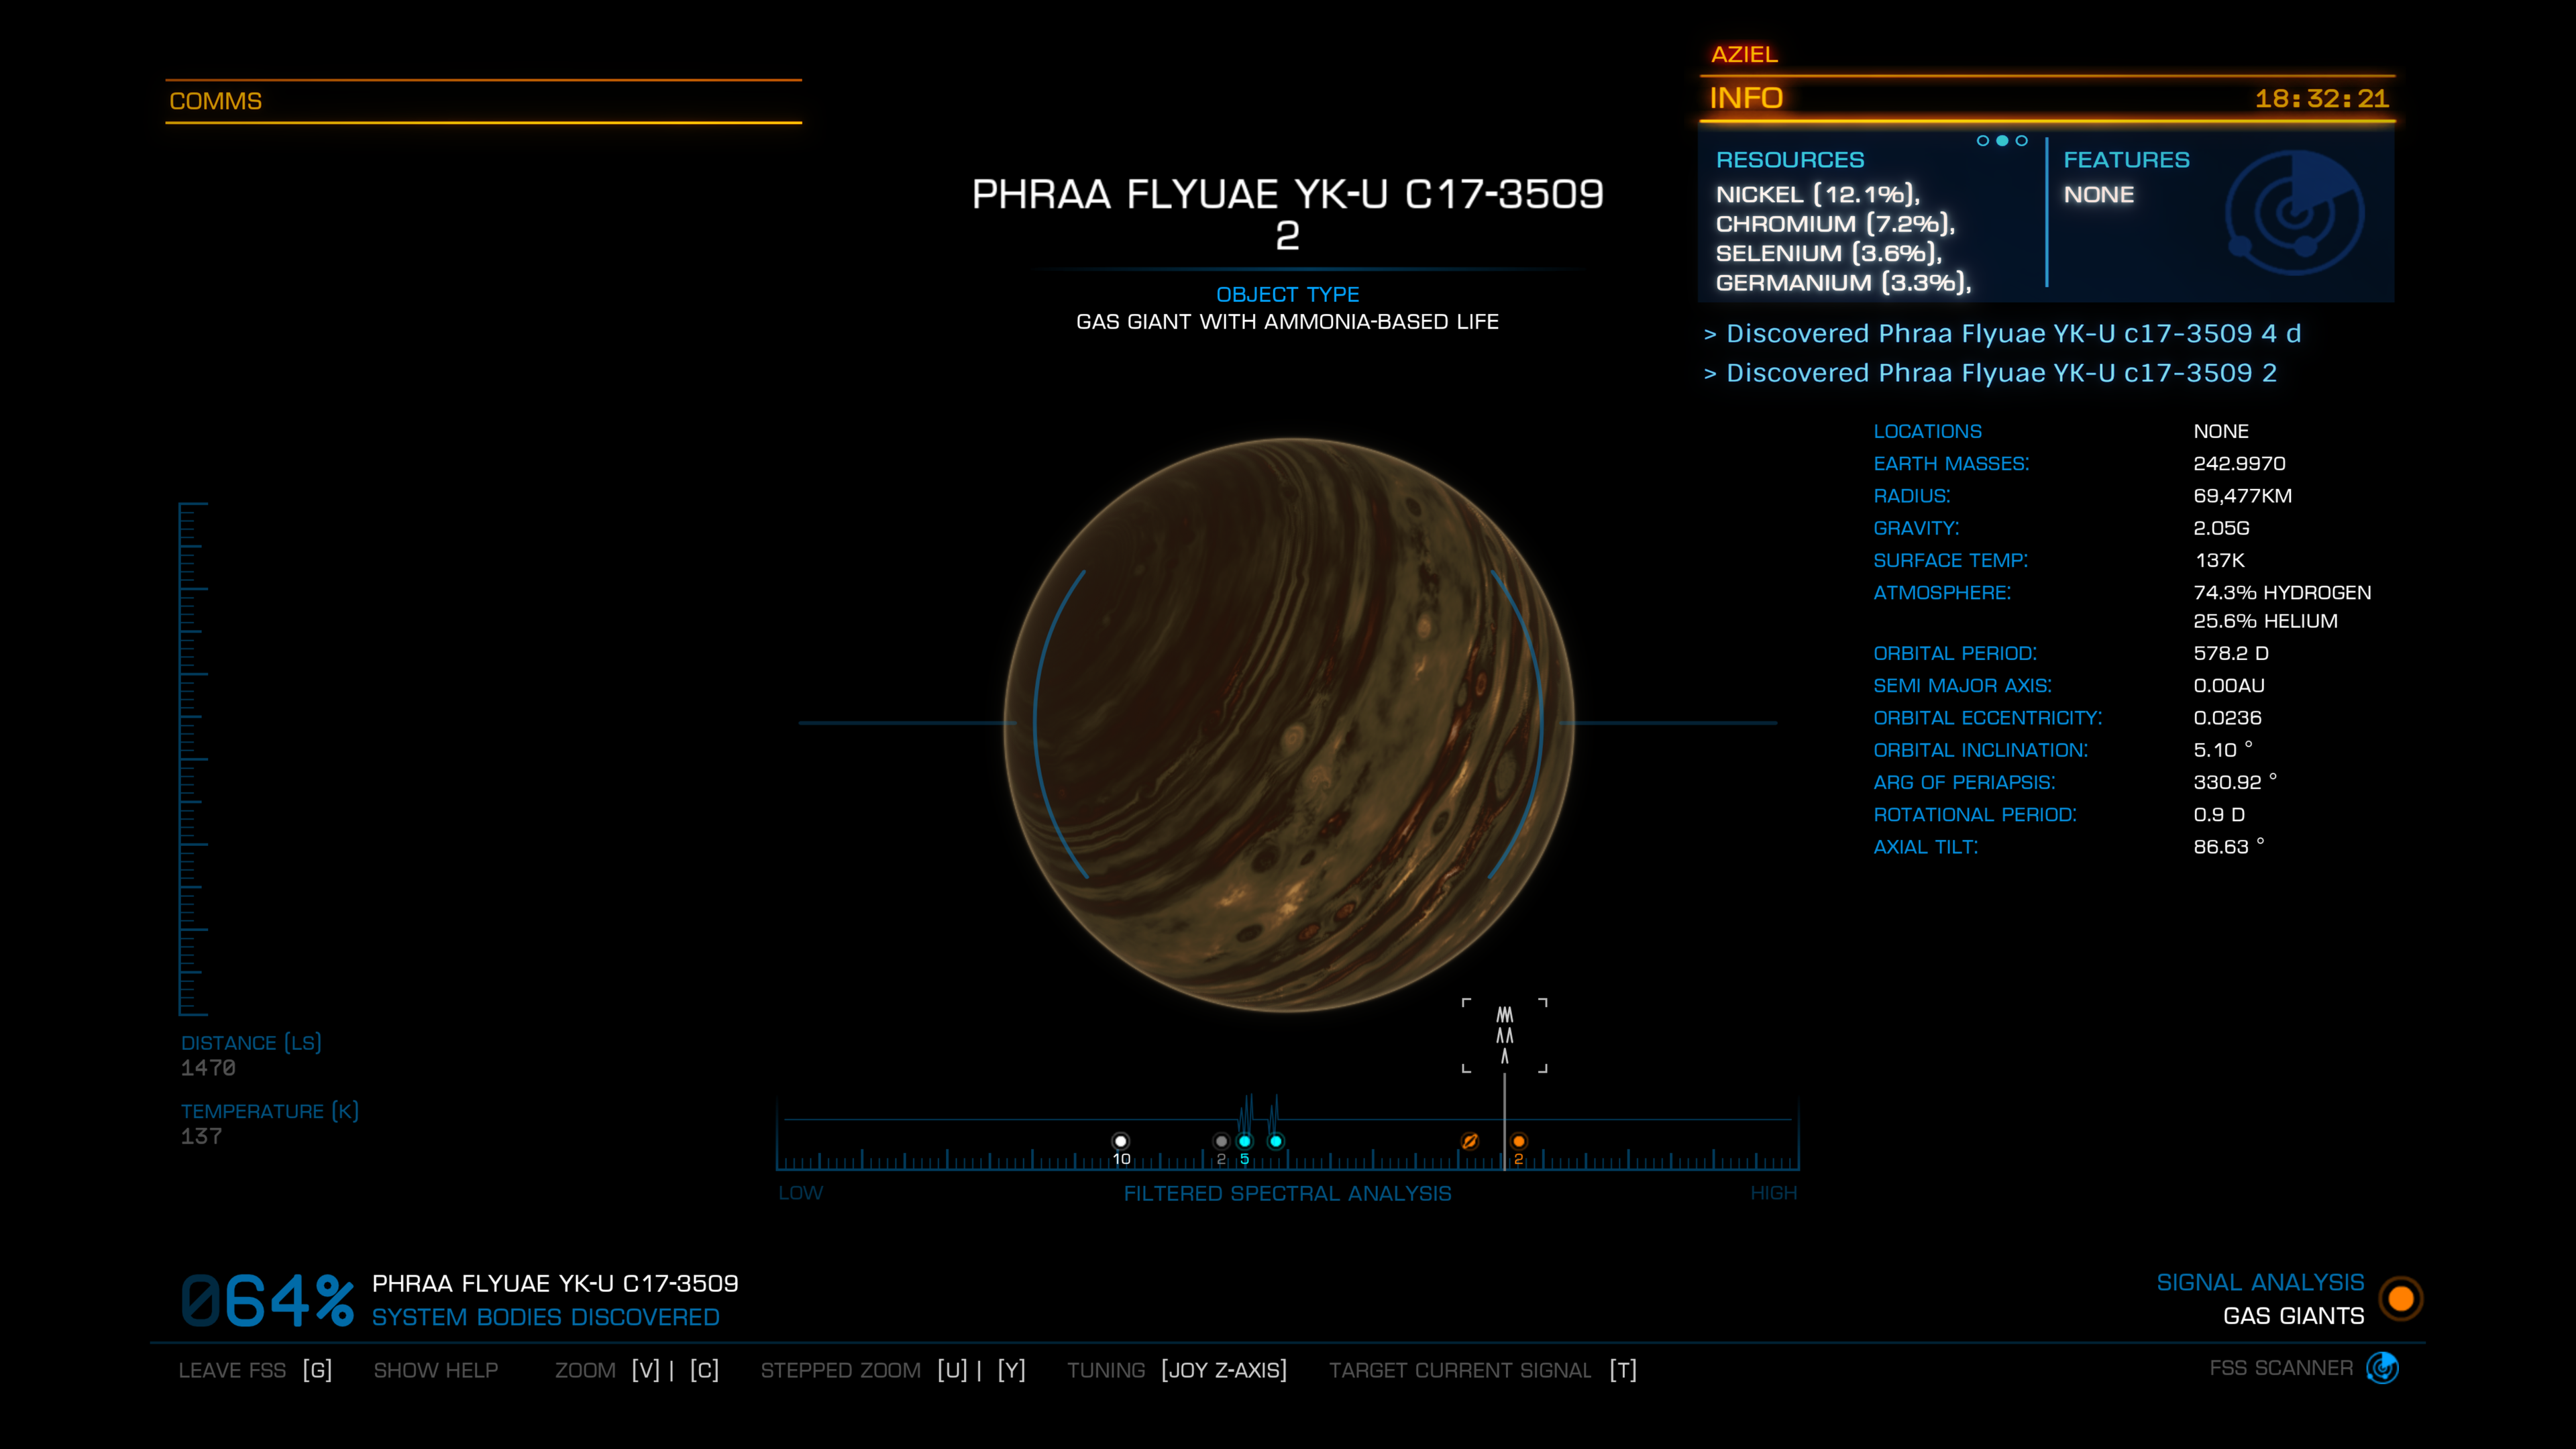 COMMS
AZIEL
INFO 18:32:21
RESOURCES
NICKEL (12.1%),
CHROMIUM (7.2%),
SELENIUM (3.6%),
GERMANIUM (3.3%),
FEATURES
NONE
PHRAA FLYUAE YK-U C17-3509
2
OBJECT TYPE
GAS GIANT WITH AMMONIA-BASED LIFE
> Discovered Phraa Flyuae YK-U c17-3509 4 d
> Discovered Phraa Flyuae YK-U c17-3509 2
LOCATIONS NONE
EARTH MASSES: 242.9970
RADIUS: 69,477KM
GRAVITY: 2.05G
SURFACE TEMP: 137K
ATMOSPHERE: 74.3% HYDROGEN
25.6% HELIUM
ORBITAL PERIOD: 578.2 D
SEMI MAJOR AXIS: 0.00AU
ORBITAL ECCENTRICITY: 0.0236
ORBITAL INCLINATION: 5.10 °
ARG OF PERIAPSIS: 330.92 °
ROTATIONAL PERIOD: 0.9 D
AXIAL TILT: 86.63 °
DISTANCE (LS)
1470
TEMPERATURE (K)
137
10 2 5 2
LOW FILTERED SPECTRAL ANALYSIS HIGH
064% PHRAA FLYUAE YK-U C17-3509
SYSTEM BODIES DISCOVERED
SIGNAL ANALYSIS
GAS GIANTS
LEAVE FSS [G] SHOW HELP ZOOM [V] | [C] STEPPED ZOOM [U] | [Y] TUNING [JOY Z-AXIS] TARGET CURRENT SIGNAL [T] FSS SCANNER